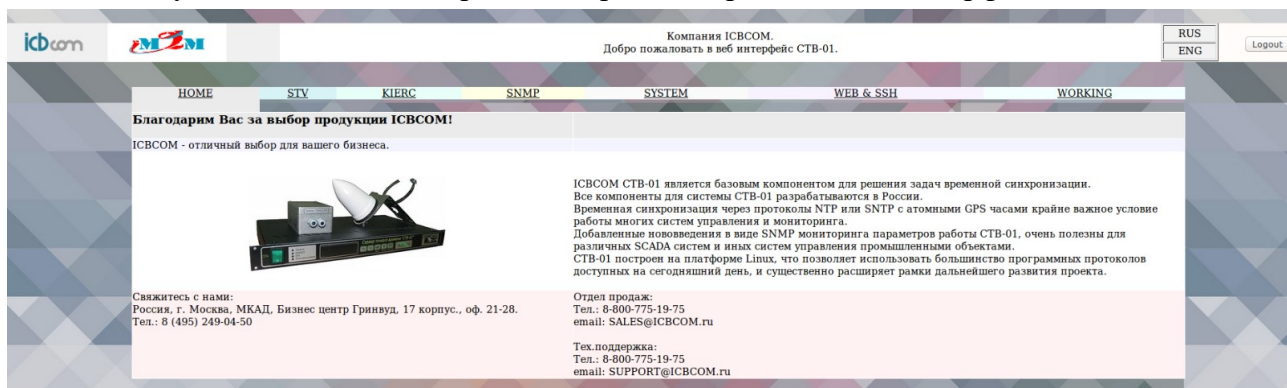 icbcom
iM2M
Компания ICBCOM.
Добро пожаловать в веб интерфейс СТВ-01.
RUS
ENG
Logout
HOME STV KIERC SNMP SYSTEM WEB & SSH WORKING
Благодарим Вас за выбор продукции ICBCOM!
ICBCOM - отличный выбор для вашего бизнеса.
ICBCOM СТВ-01 является базовым компонентом для решения задач временной синхронизации.
Все компоненты для системы СТВ-01 разрабатываются в России.
Временная синхронизация через протоколы NTP или SNTP с атомными GPS часами крайне важное условие
работы многих систем управления и мониторинга.
Добавленные нововведения в виде SNMP мониторинга параметров работы СТВ-01, очень полезны для
различных SCADA систем и иных систем управления промышленными объектами.
СТВ-01 построен на платформе Linux, что позволяет использовать большинство программных протоколов
доступных на сегодняшний день, и существенно расширяет рамки дальнейшего развития проекта.
Свяжитесь с нами:
Россия, г. Москва, МКАД, Бизнес центр Гринвуд, 17 корпус., оф. 21-28.
Тел.: 8 (495) 249-04-50
Отдел продаж:
Тел.: 8-800-775-19-75
email: SALES@ICBCOM.ru
Тех.поддержка:
Тел.: 8-800-775-19-75
email: SUPPORT@ICBCOM.ru